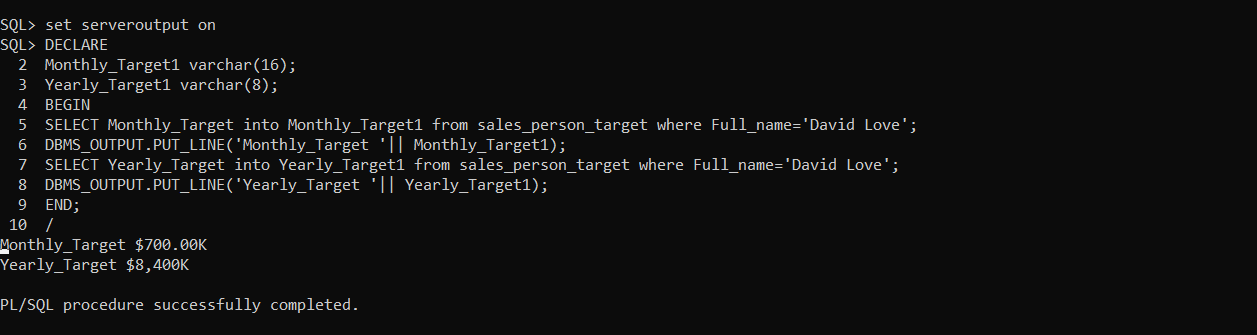 SQL> set serveroutput on
SQL> DECLARE
  2  Monthly_Target1 varchar(16);
  3  Yearly_Target1 varchar(8);
  4  BEGIN
  5  SELECT Monthly_Target into Monthly_Target1 from sales_person_target where Full_name='David Love';
  6  DBMS_OUTPUT.PUT_LINE('Monthly_Target '|| Monthly_Target1);
  7  SELECT Yearly_Target into Yearly_Target1 from sales_person_target where Full_name='David Love';
  8  DBMS_OUTPUT.PUT_LINE('Yearly_Target '|| Yearly_Target1);
  9  END;
 10  /
Monthly_Target $700.00K
Yearly_Target $8,400K
PL/SQL procedure successfully completed.